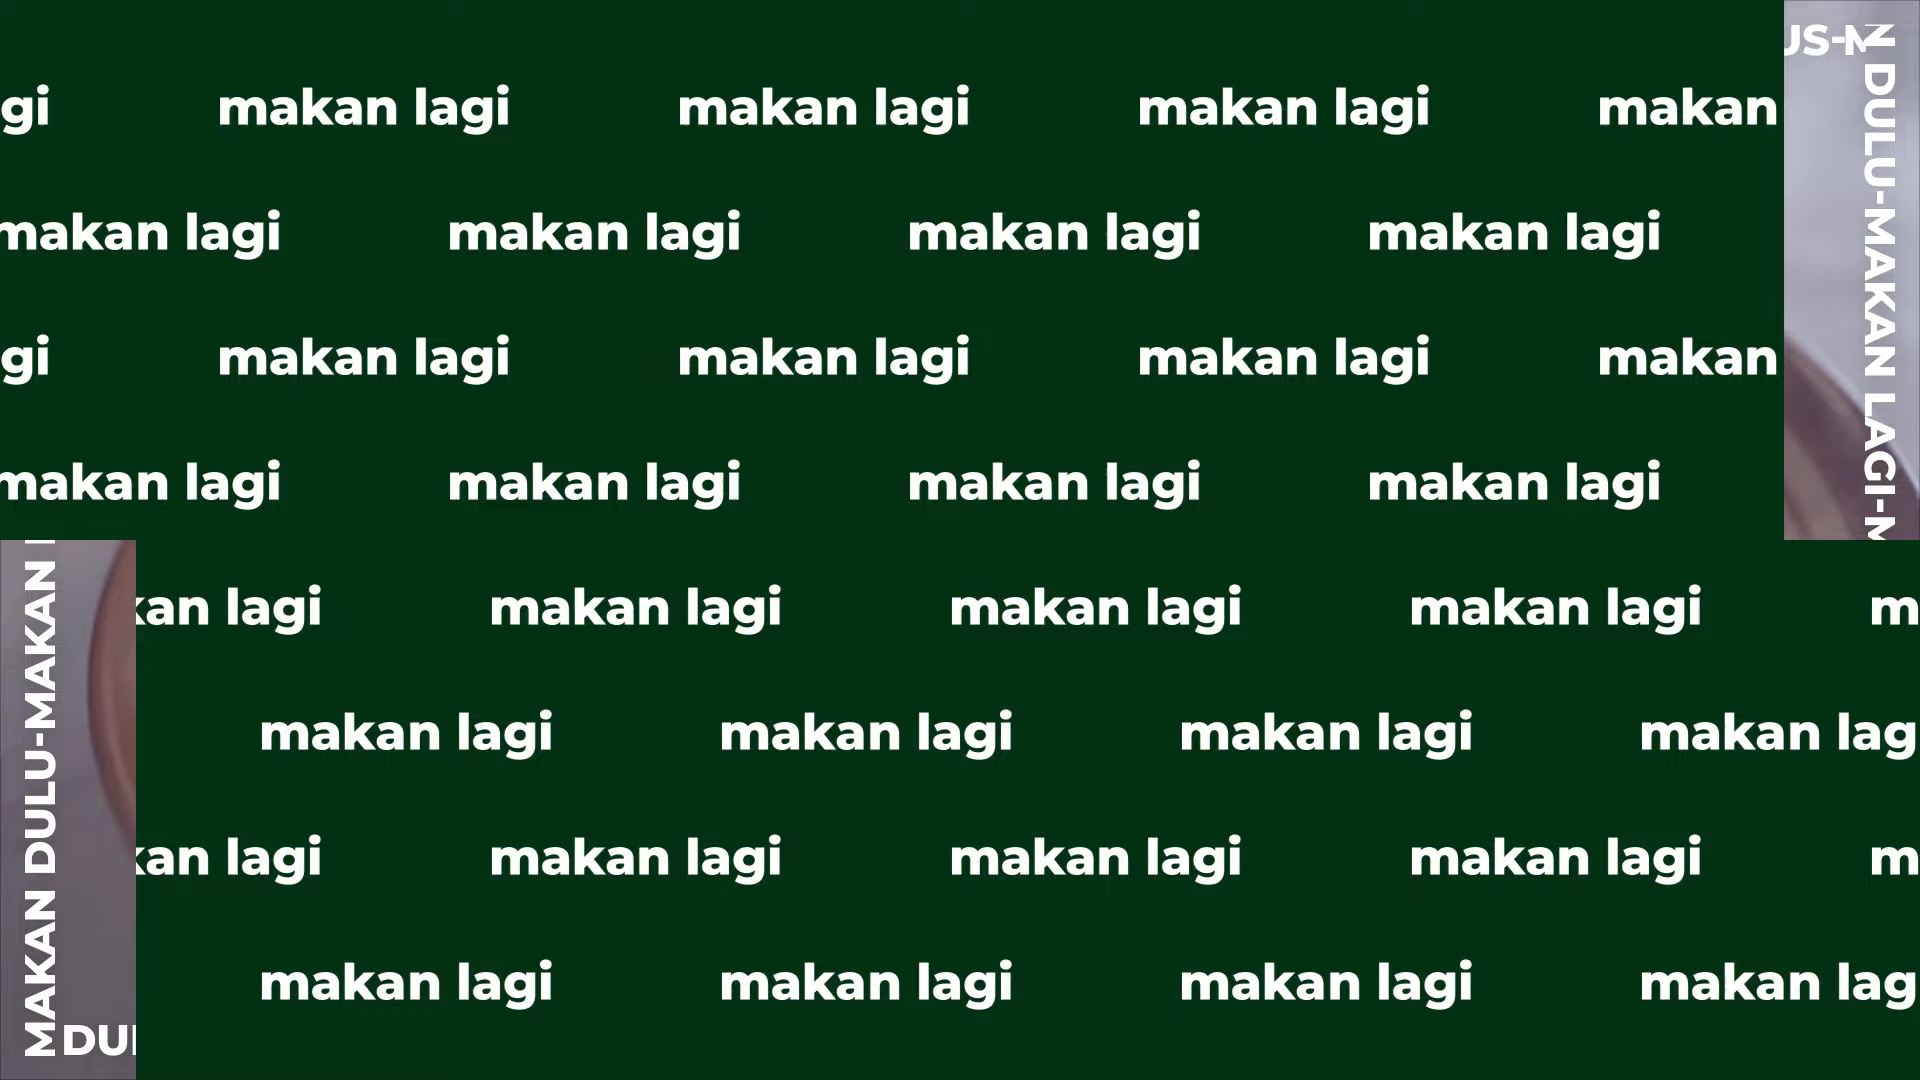 gi makan lagi makan lagi makan lagi makan
makan lagi makan lagi makan lagi makan lagi
gi makan lagi makan lagi makan lagi makan
makan lagi makan lagi makan lagi makan lagi
kan lagi makan lagi makan lagi makan lagi m
makan lagi makan lagi makan lagi makan lag
kan lagi makan lagi makan lagi makan lagi m
makan lagi makan lagi makan lagi makan lag
US-M
N DULU-MAKAN LAGI-M
MAKAN DULU-MAKAN
DUL